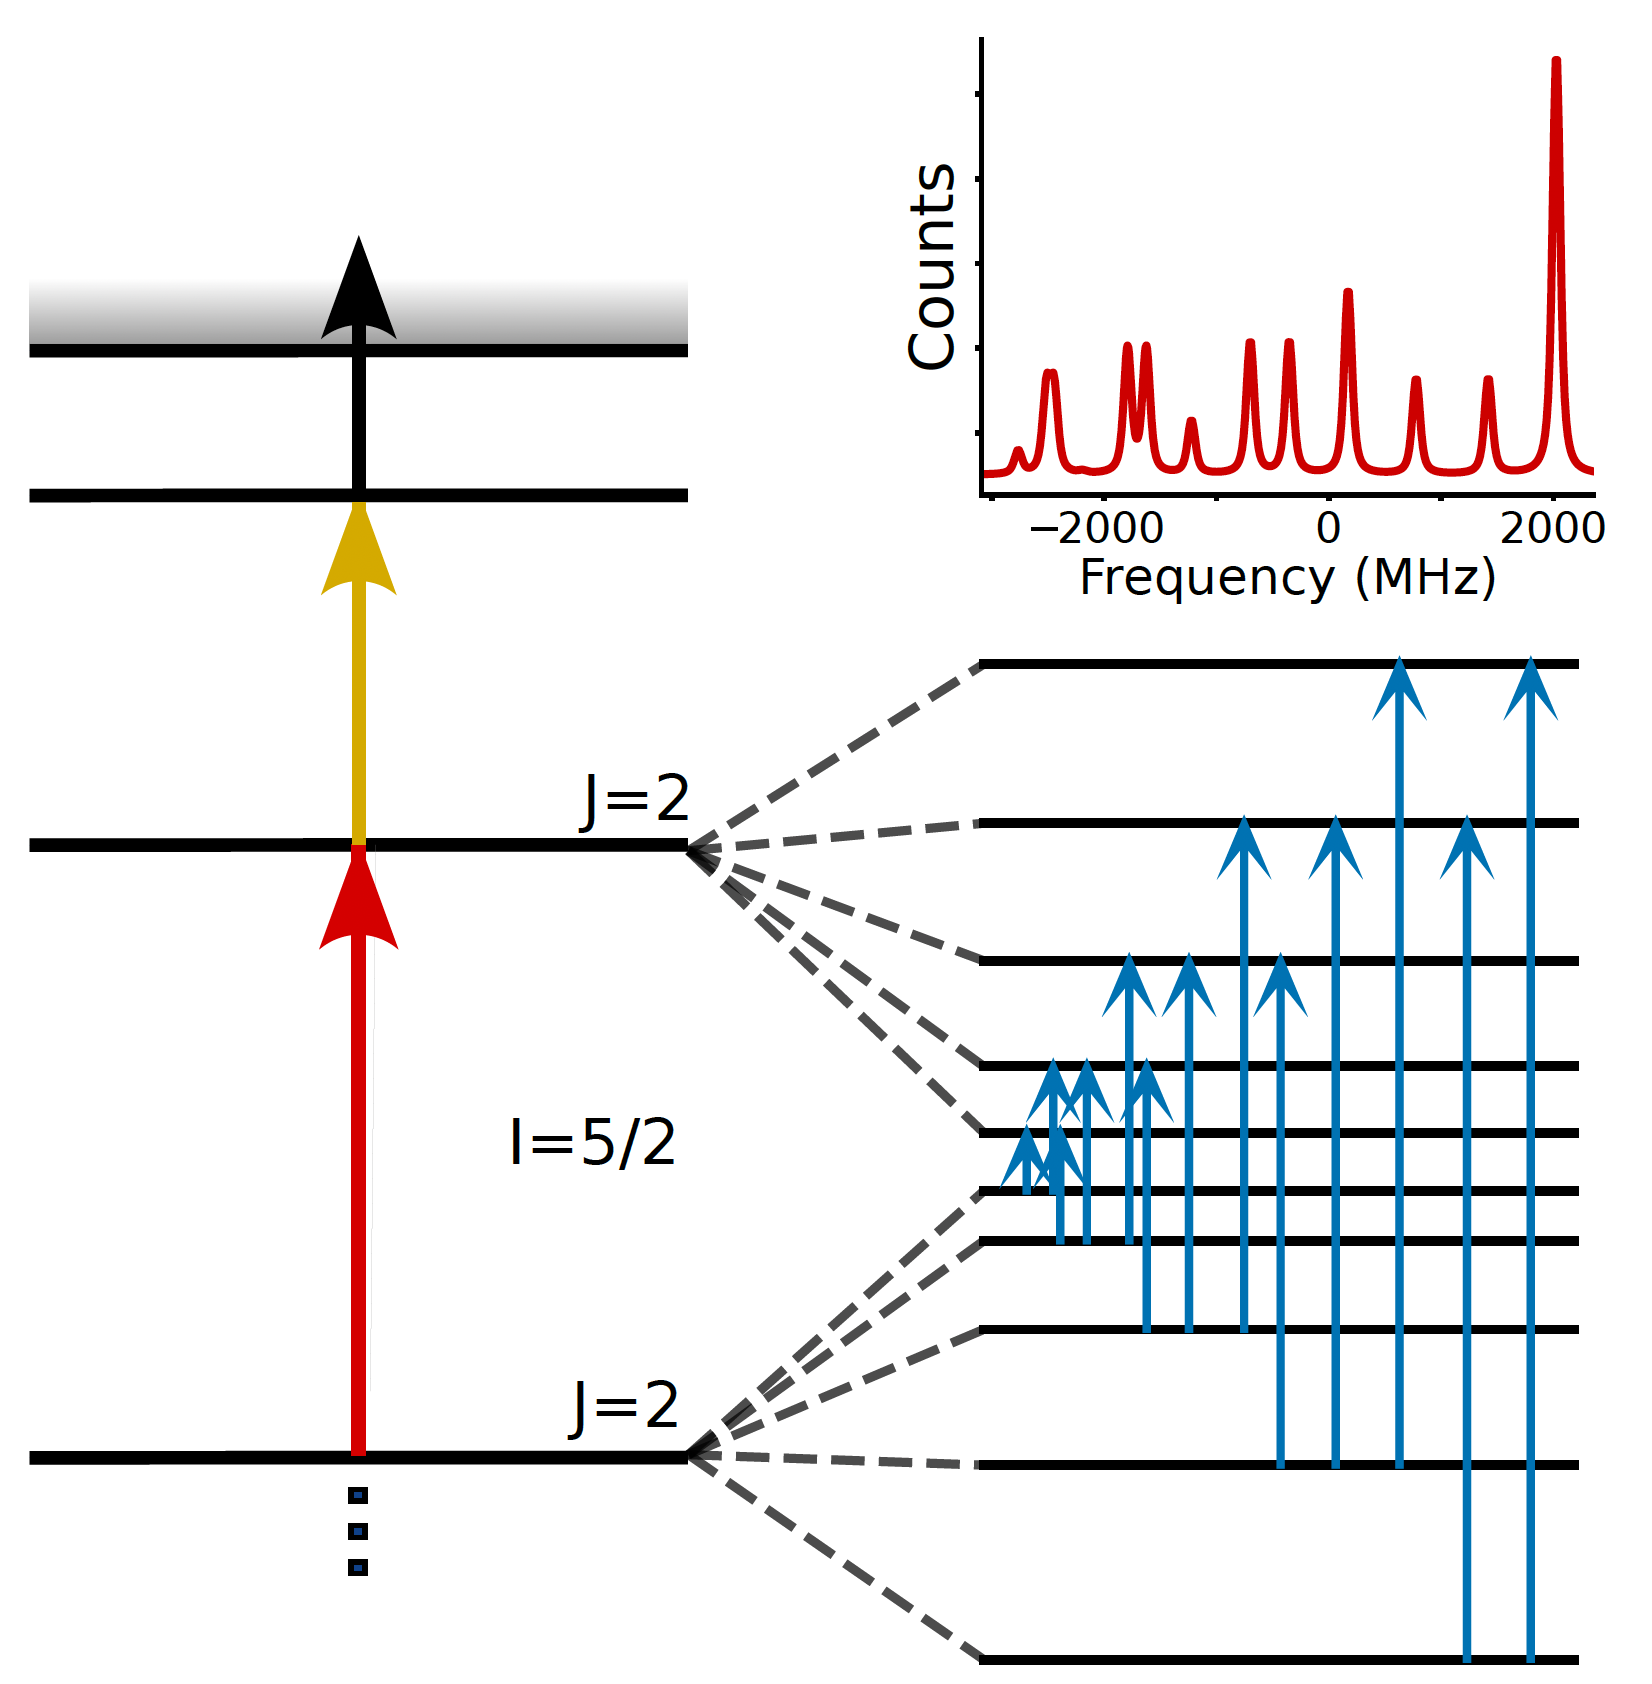 Counts
−2000 0 2000
Frequency (MHz)
J=2
I=5/2
J=2